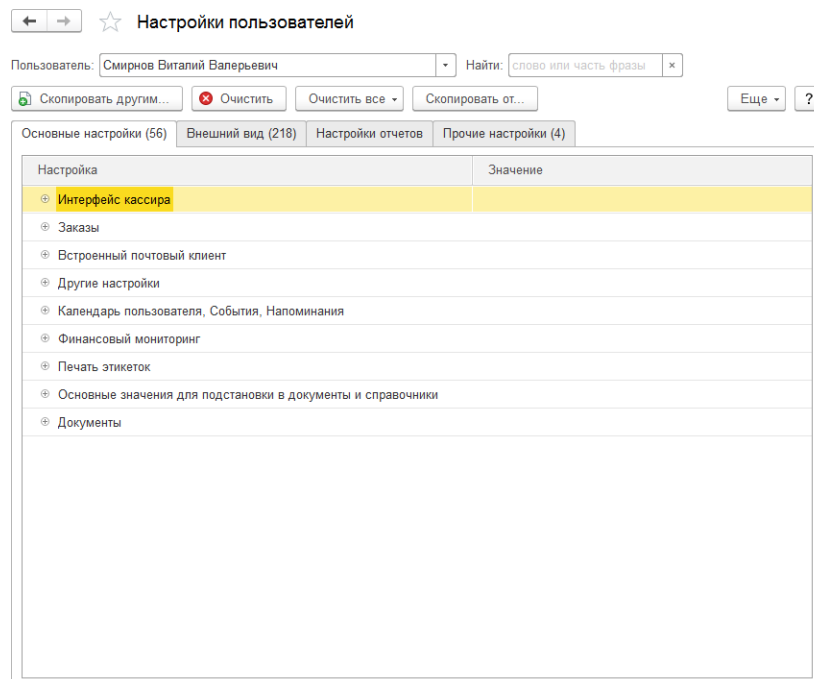 Настройки пользователей
Пользователь: Смирнов Виталий Валерьевич Найти: слово или часть фразы ×
Скопировать другим... Очистить Очистить все Скопировать от... Еще ?
Основные настройки (56) Внешний вид (218) Настройки отчетов Прочие настройки (4)
Настройка Значение
Интерфейс кассира
Заказы
Встроенный почтовый клиент
Другие настройки
Календарь пользователя, События, Напоминания
Финансовый мониторинг
Печать этикеток
Основные значения для подстановки в документы и справочники
Документы